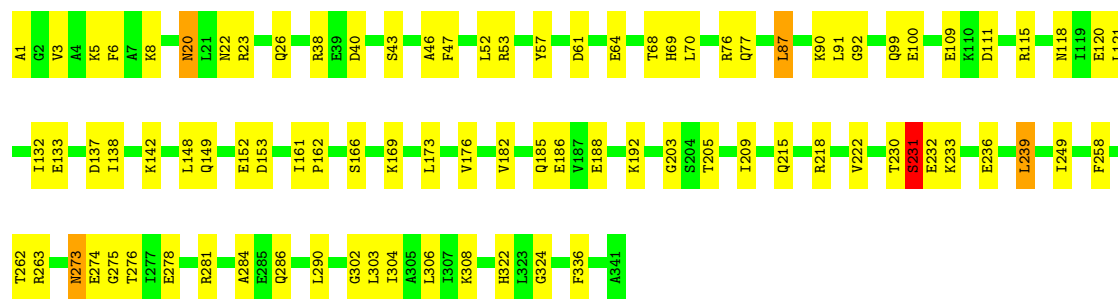 A1 G2 V3 A4 K5 F6 A7 K8 N20 L21 N22 R23 Q26 R38 E39 D40 S43 A46 F47 L52 R53 Y57 D61 E64 T68 H69 L70 R76 Q77 L87 K90 L91 G92 Q99 E100 E109 K110 D111 R115 N118 I119 E120 L121
I132 E133 D137 I138 K142 L148 Q149 E152 D153 I161 P162 S166 K169 L173 V176 V182 Q185 E186 V187 E188 K192 G203 S204 T205 I209 Q215 R218 V222 T230 S231 E232 K233 E236 L239 I249 F258
T262 R263 N273 E274 G275 T276 I277 E278 R281 A284 E285 Q286 L290 G302 L303 I304 A305 L306 I307 K308 H322 L323 G324 F336 A341